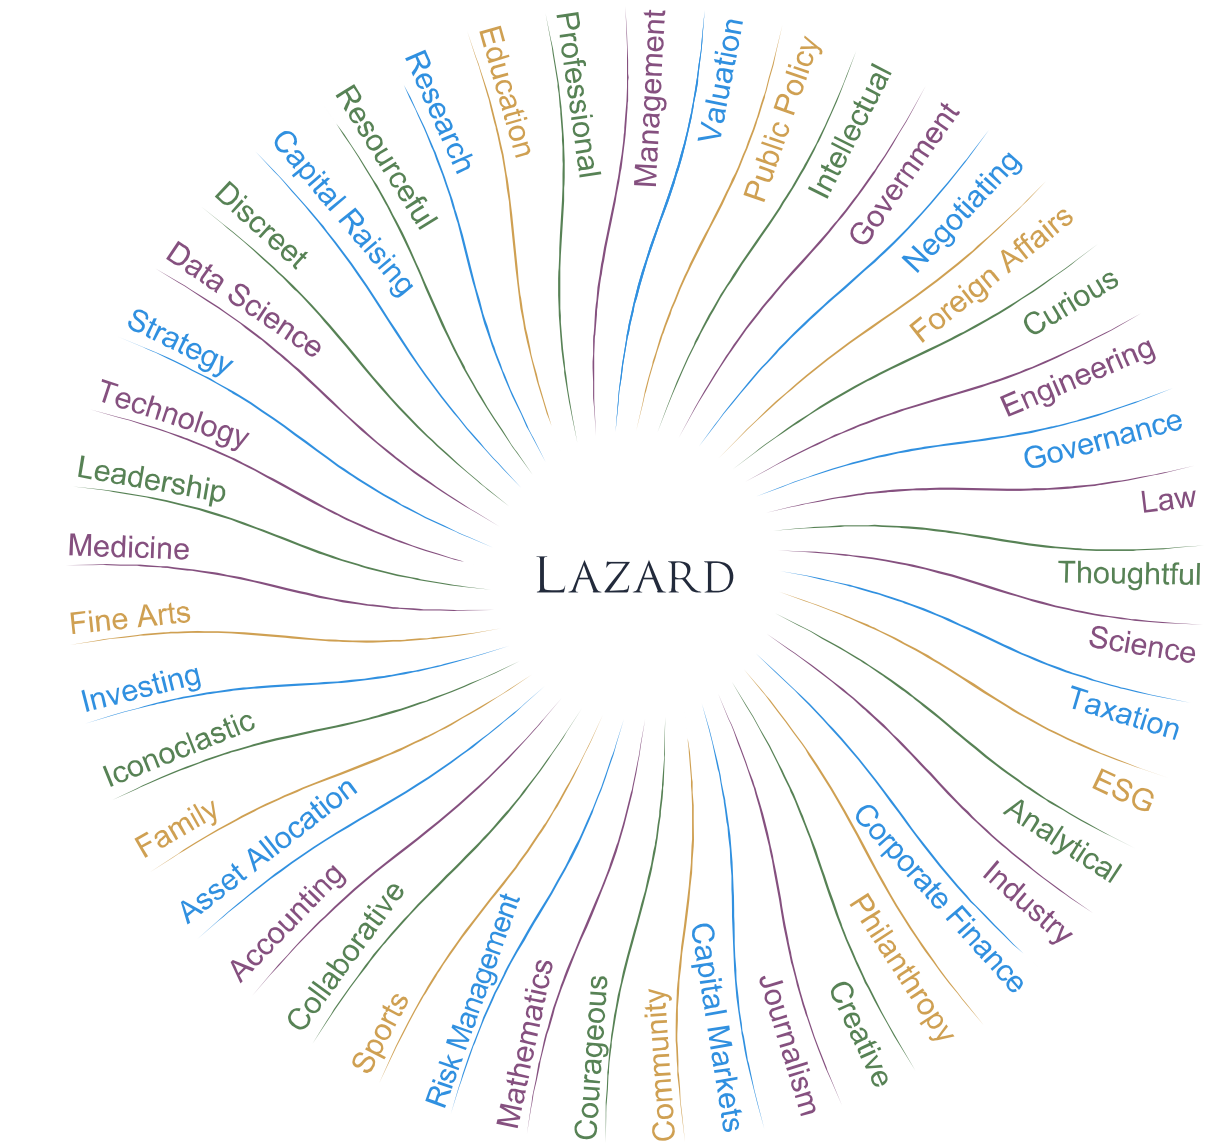 Management
Valuation
Public Policy
Intellectual
Government
Negotiating
Foreign Affairs
Curious
Engineering
Governance
Law
Thoughtful
Science
Taxation
ESG
Analytical
Industry
Corporate Finance
Philanthropy
Creative
Journalism
Capital Markets
Community
Courageous
Mathematics
Risk Management
Sports
Collaborative
Accounting
Asset Allocation
Family
Iconoclastic
Investing
Fine Arts
Medicine
Leadership
Technology
Strategy
Data Science
Discreet
Capital Raising
Resourceful
Research
Education
Professional
LAZARD